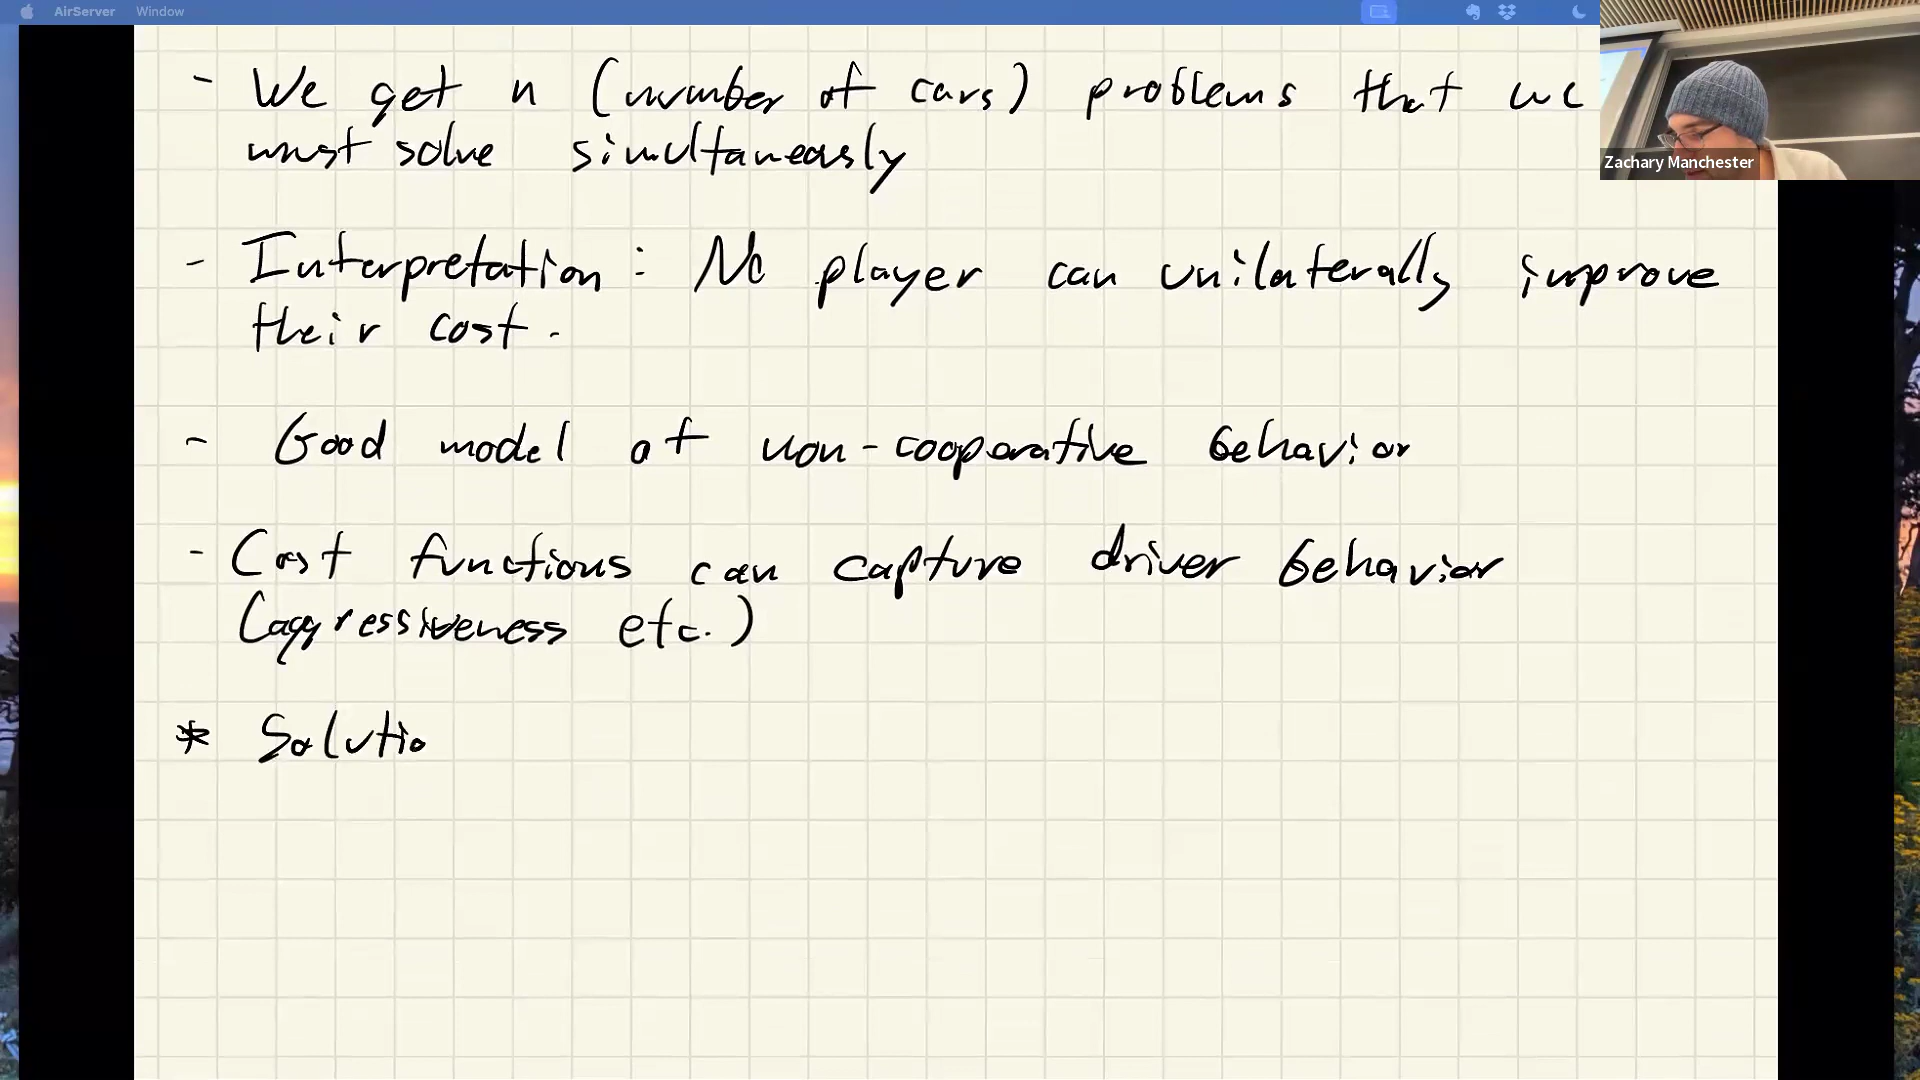 AirServer Window
- We get n (number of cars) problems that we
must solve simultaneously
Zachary Manchester
- Interpretation : No player can unilaterally improve
their cost.
- Good model of non-cooperative behavior
- Cost functions can capture driver behavior
(aggressiveness etc.)
* Solutio